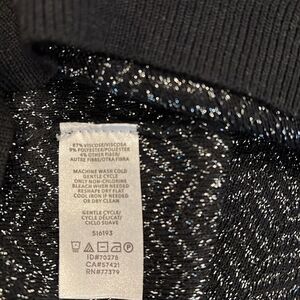 87% VISCOSE/VISCOSA
9% POLYESTER/POLIESTER
4% OTHER FIBER/
AUTRE FIBRE/OTRA FIBRA
MACHINE WASH COLD
GENTLE CYCLE
ONLY NON-CHLORINE
BLEACH WHEN NEEDED
RESHAPE DRY FLAT
COOL IRON IF NEEDED
OR DRY CLEAN
GENTLE CYCLE/
CYCLE DÉLICAT/
CICLO SUAVE
516193
ID#70275
CA#57421
RN#77379